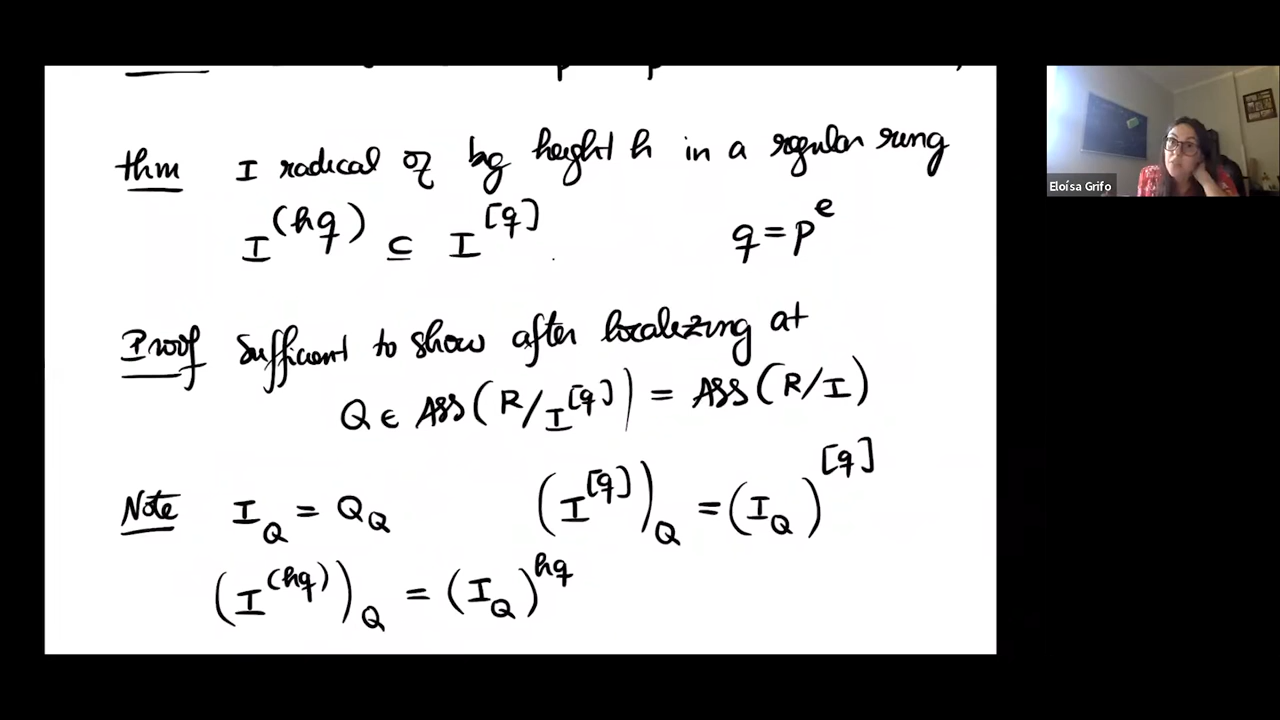 thm I radical of big height h in a regular ring
I^(hq) ⊆ I^[q] . q = p^e
Proof Sufficient to show after localizing at
Q ∈ Ass(R/I^[q]) = Ass(R/I)
Note I_Q = Q_Q (I^[q])_Q = (I_Q)^[q]
(I^(hq))_Q = (I_Q)^hq
Eloísa Grifo